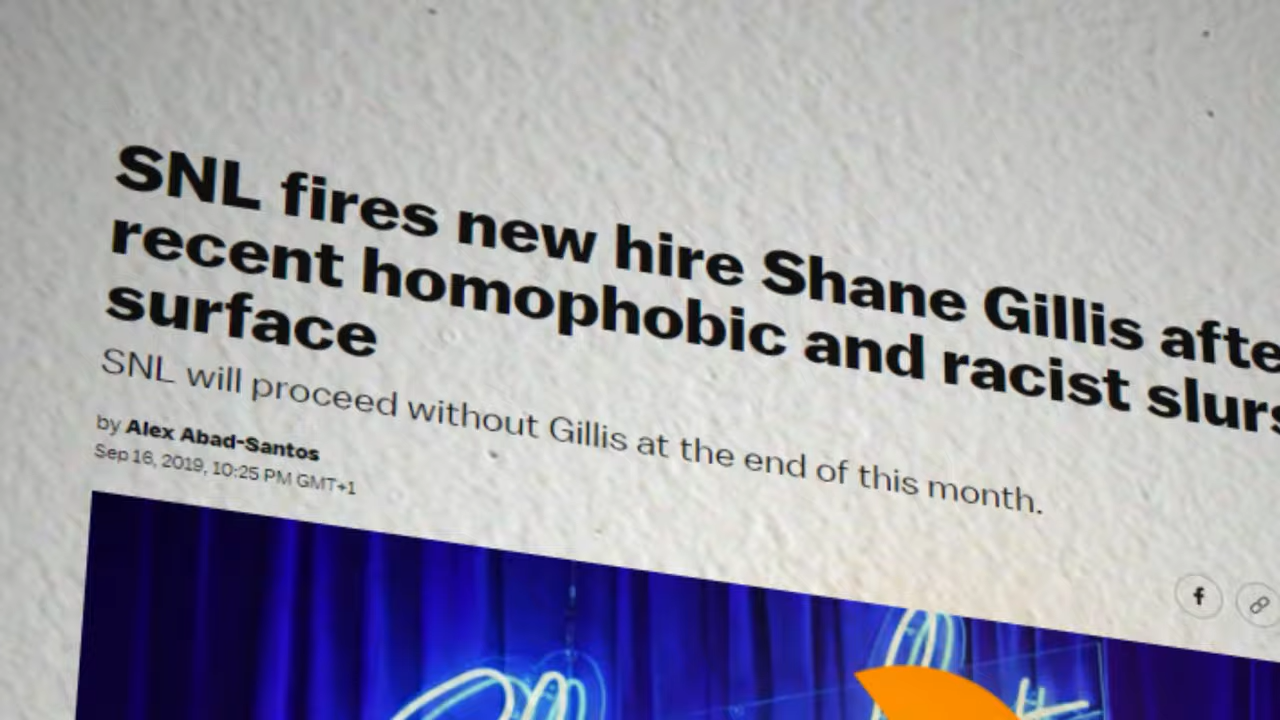 SNL fires new hire Shane Gillis afte
recent homophobic and racist slurs
surface
SNL will proceed without Gillis at the end of this month.
by Alex Abad-Santos
Sep 16, 2019, 10:25 PM GMT+1
f